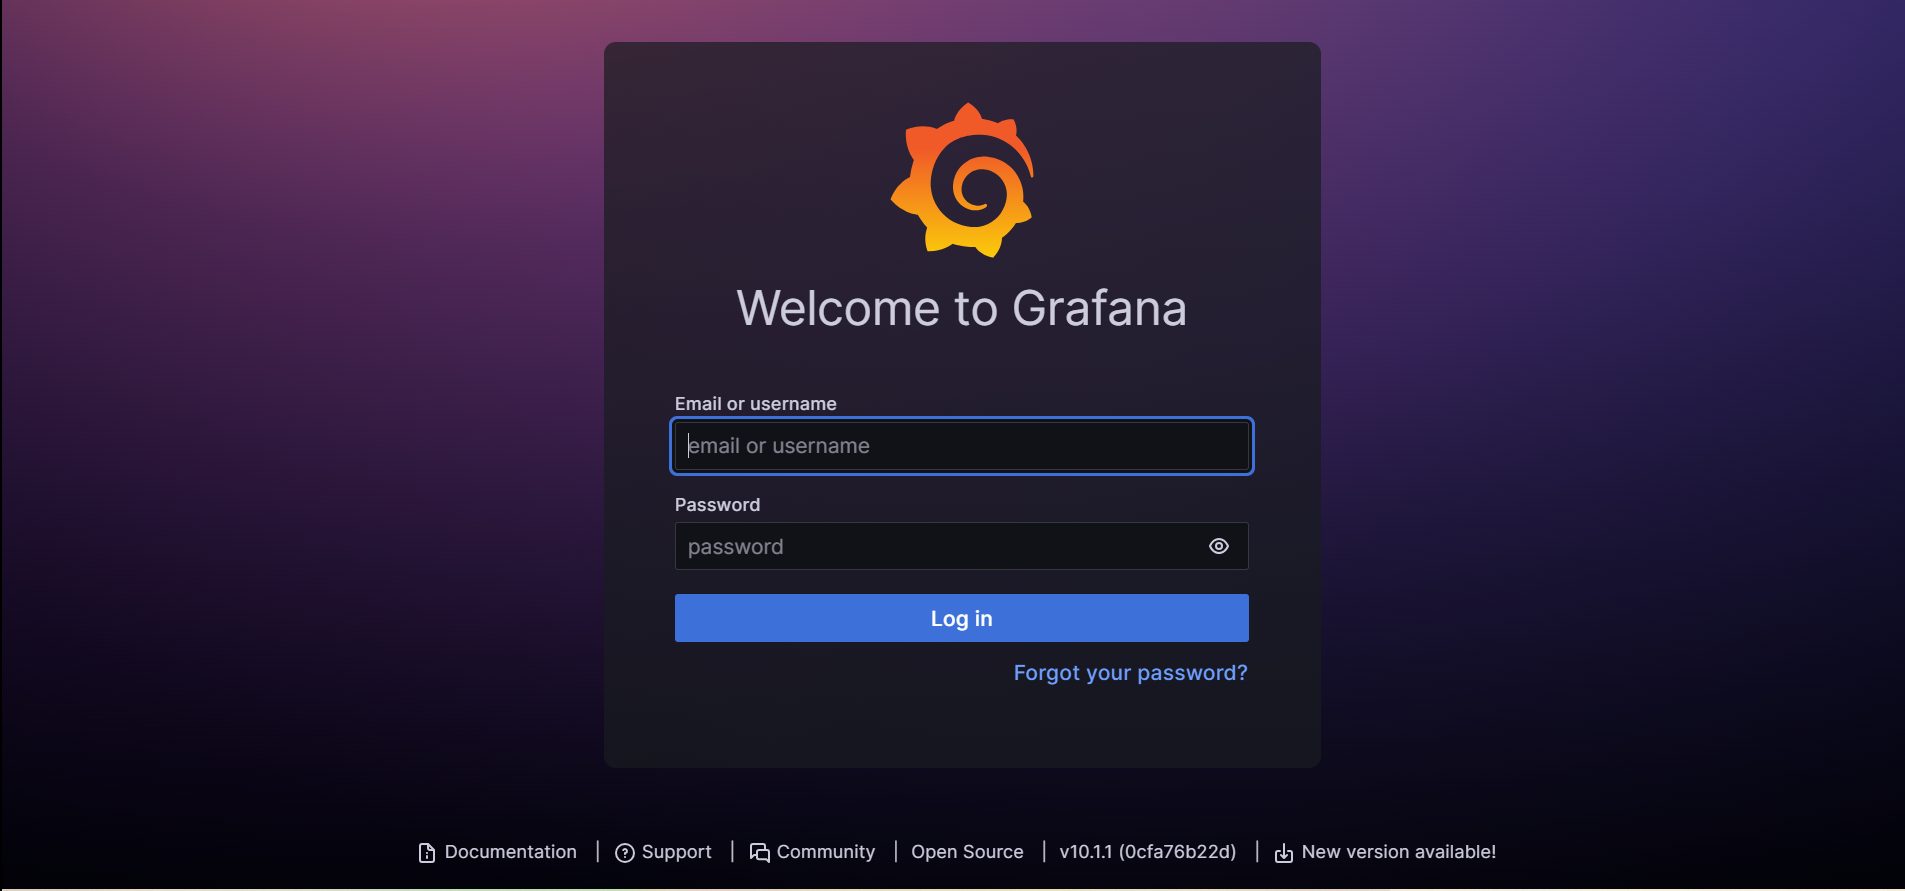 Welcome to Grafana
Email or username
email or username
Password
password
Log in
Forgot your password?
Documentation | Support | Community | Open Source | v10.1.1 (0cfa76b22d) | New version available!